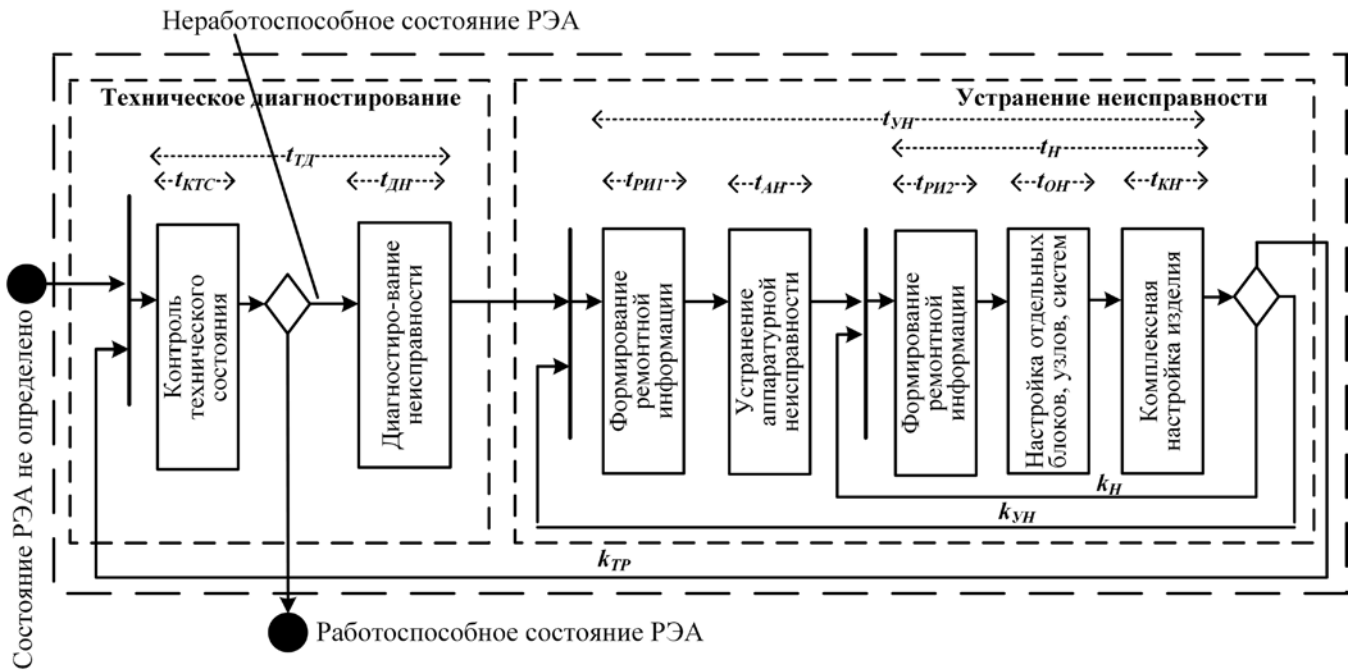 Неработоспособное состояние РЭА
Техническое диагностирование
Устранение неисправности
tУН
tТД
tН
tКТС
tДН
tРИ1
tАН
tРИ2
tОН
tКН
Состояние РЭА не определено
Контроль
технического
состояния
Диагностиро-вание
неисправности
Формирование
ремонтной
информации
Устранение
аппаратурной
неисправности
Формирование
ремонтной
информации
Настройка отдельных
блоков, узлов, систем
Комплексная
настройка изделия
kН
kУН
kТР
Работоспособное состояние РЭА